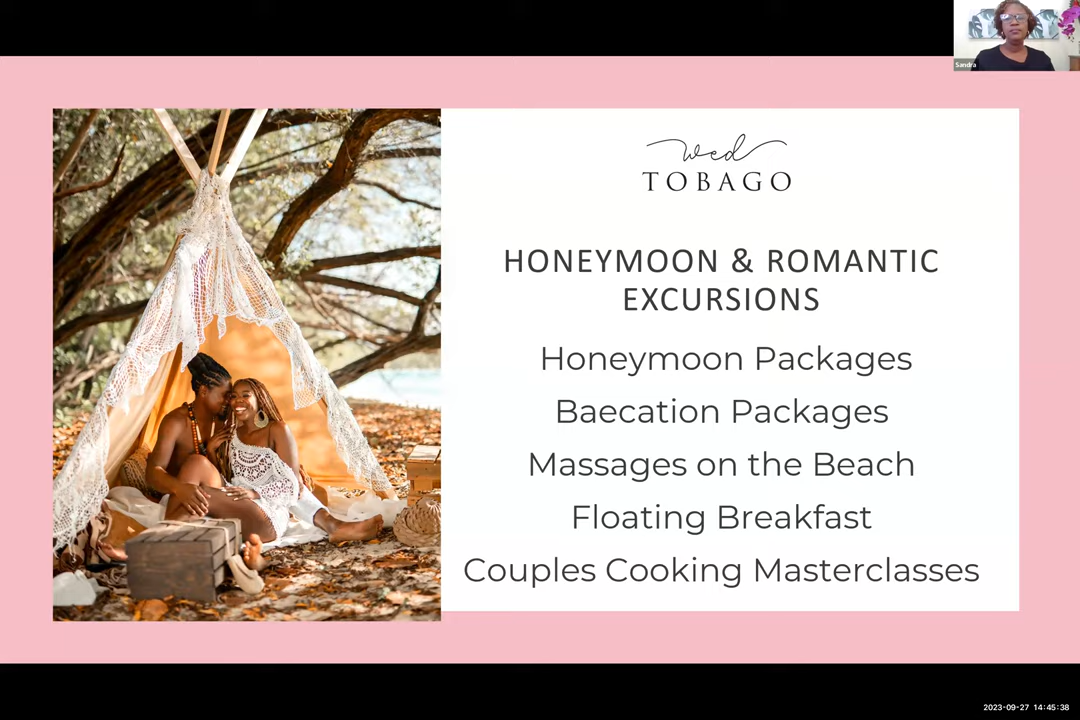 Sandra
wed
TOBAGO
HONEYMOON & ROMANTIC
EXCURSIONS
Honeymoon Packages
Baecation Packages
Massages on the Beach
Floating Breakfast
Couples Cooking Masterclasses
2023-09-27 14:45:38